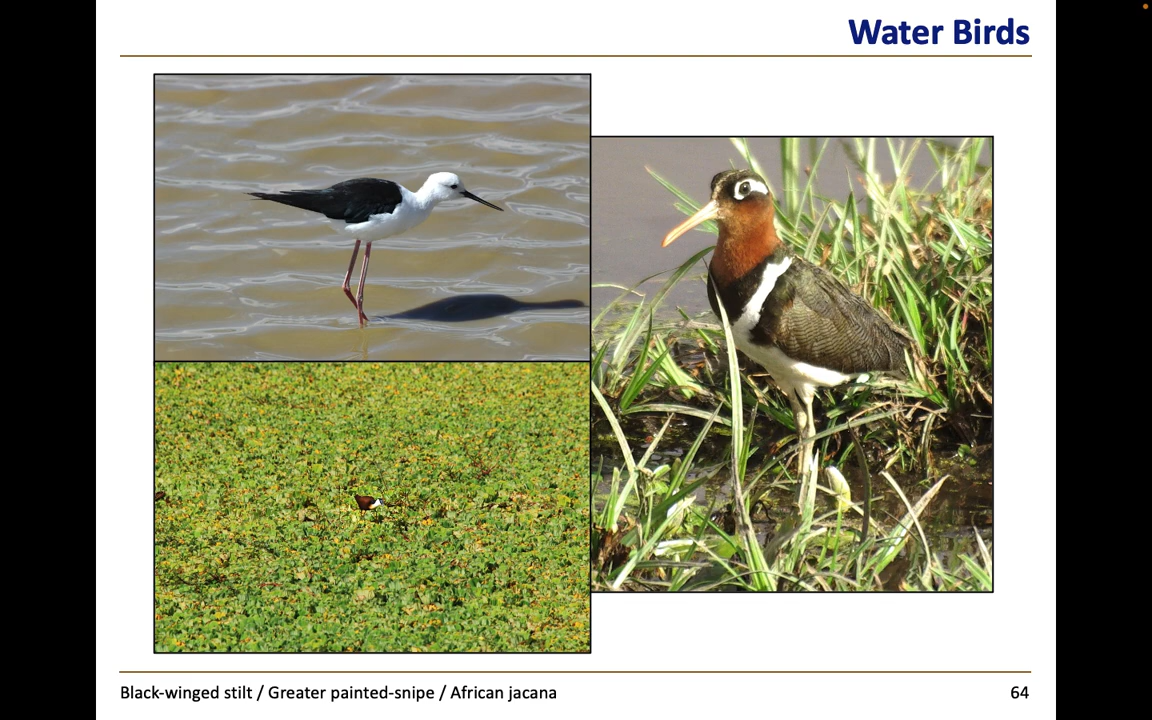 Water Birds
Black-winged stilt / Greater painted-snipe / African jacana
64